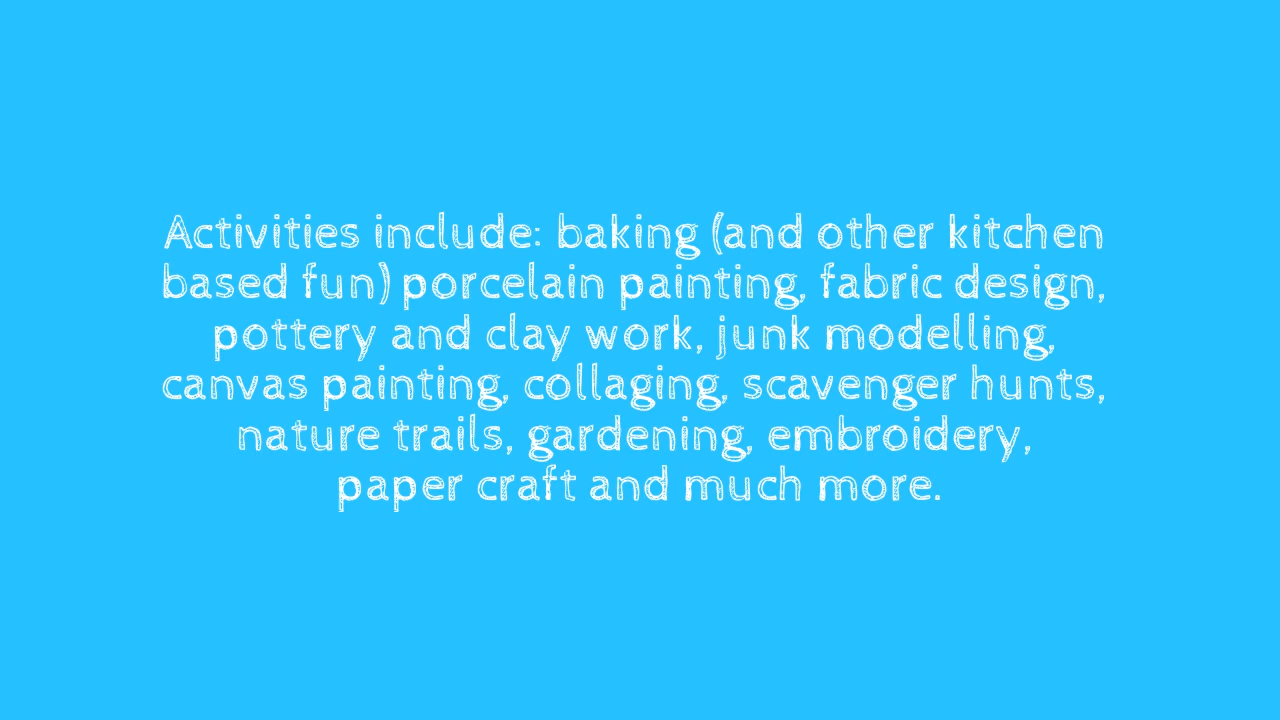 Activities include: baking (and other kitchen
based fun) porcelain painting, fabric design,
pottery and clay work, junk modelling,
canvas painting, collaging, scavenger hunts,
nature trails, gardening, embroidery,
paper craft and much more.